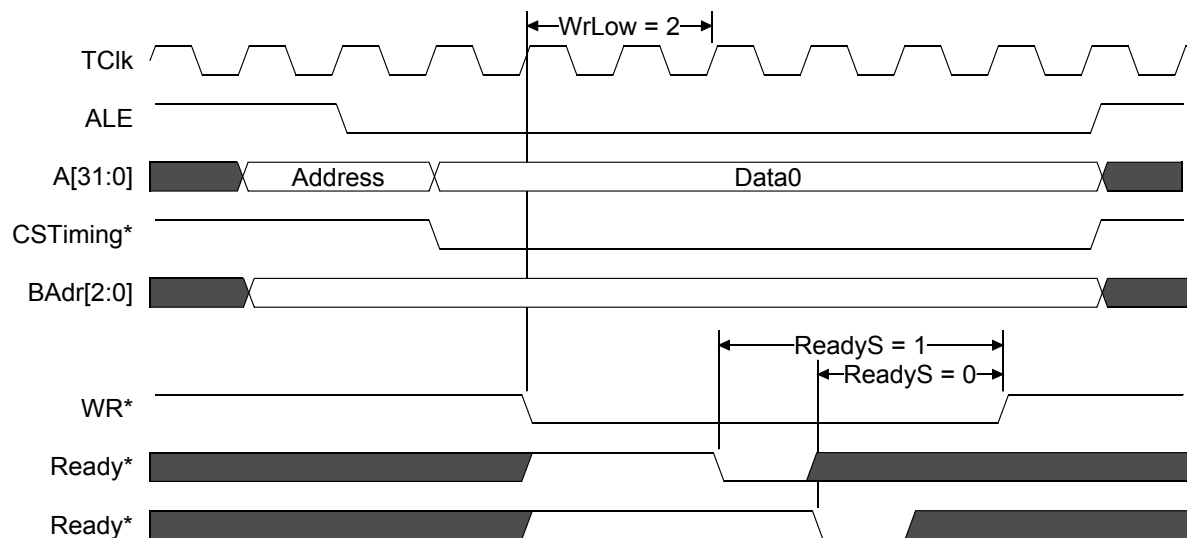 WrLow = 2
TClk
ALE
A[31:0] Address Data0
CSTiming*
BAdr[2:0]
ReadyS = 1
ReadyS = 0
WR*
Ready*
Ready*